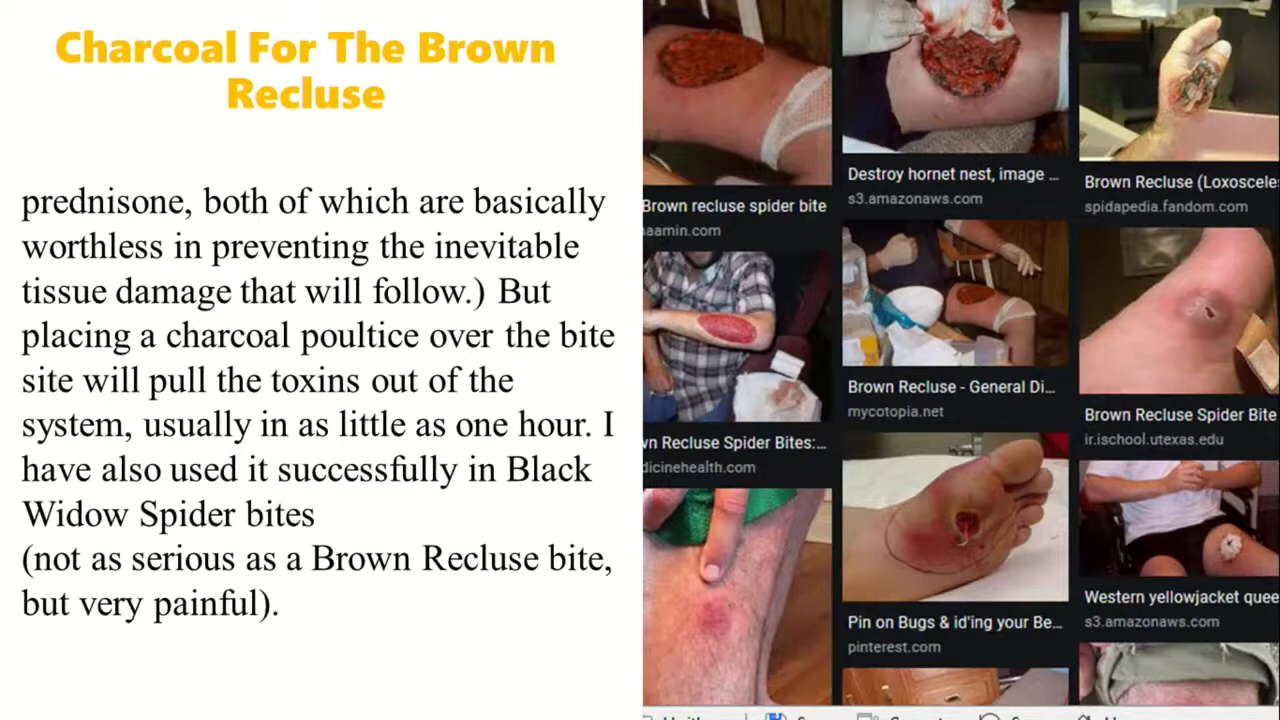 Charcoal For The Brown
Recluse
prednisone, both of which are basically
worthless in preventing the inevitable
tissue damage that will follow.) But
placing a charcoal poultice over the bite
site will pull the toxins out of the
system, usually in as little as one hour. I
have also used it successfully in Black
Widow Spider bites
(not as serious as a Brown Recluse bite,
but very painful).
Brown recluse spider bite
aamin.com
wn Recluse Spider Bites:...
dicinehealth.com
Destroy hornet nest, image ...
s3.amazonaws.com
Brown Recluse - General Di...
mycotopia.net
Pin on Bugs & id'ing your Be...
pinterest.com
Brown Recluse (Loxosceles
spidapedia.fandom.com
Brown Recluse Spider Bite
ir.ischool.utexas.edu
Western yellowjacket quee
s3.amazonaws.com